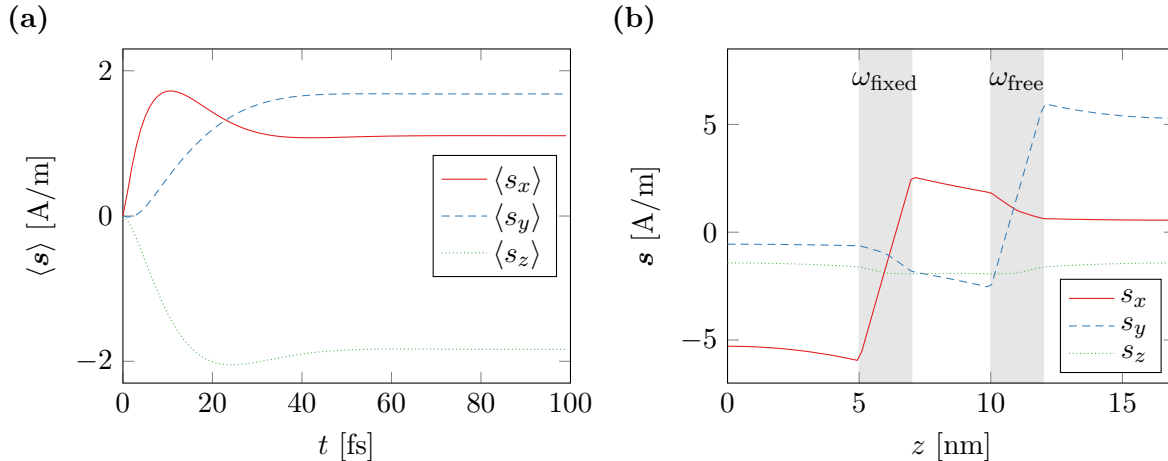 (a)
2
0
−2
0
20
40
60
80
100
t [fs]
⟨s⟩ [A/m]
⟨s_x⟩
⟨s_y⟩
⟨s_z⟩
(b)
5
0
−5
0
5
10
15
z [nm]
s [A/m]
ω_fixed
ω_free
s_x
s_y
s_z